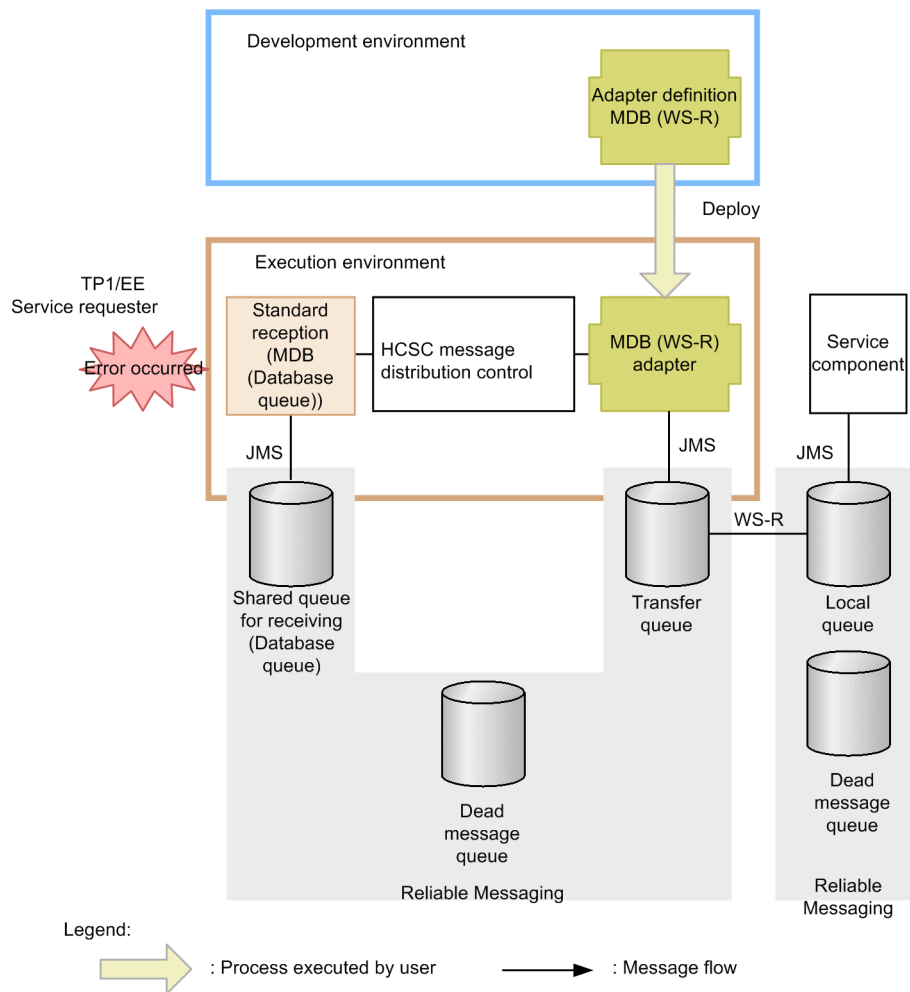 Development environment
Adapter definition
MDB (WS-R)
Deploy
Execution environment
TP1/EE
Service requester
Error occurred
Standard
reception
(MDB
(Database
queue))
HCSC message
distribution control
MDB (WS-R)
adapter
Service
component
JMS
JMS
JMS
WS-R
Shared queue
for receiving
(Database
queue)
Transfer
queue
Local
queue
Dead
message
queue
Dead
message
queue
Reliable Messaging
Reliable
Messaging
Legend:
: Process executed by user
: Message flow